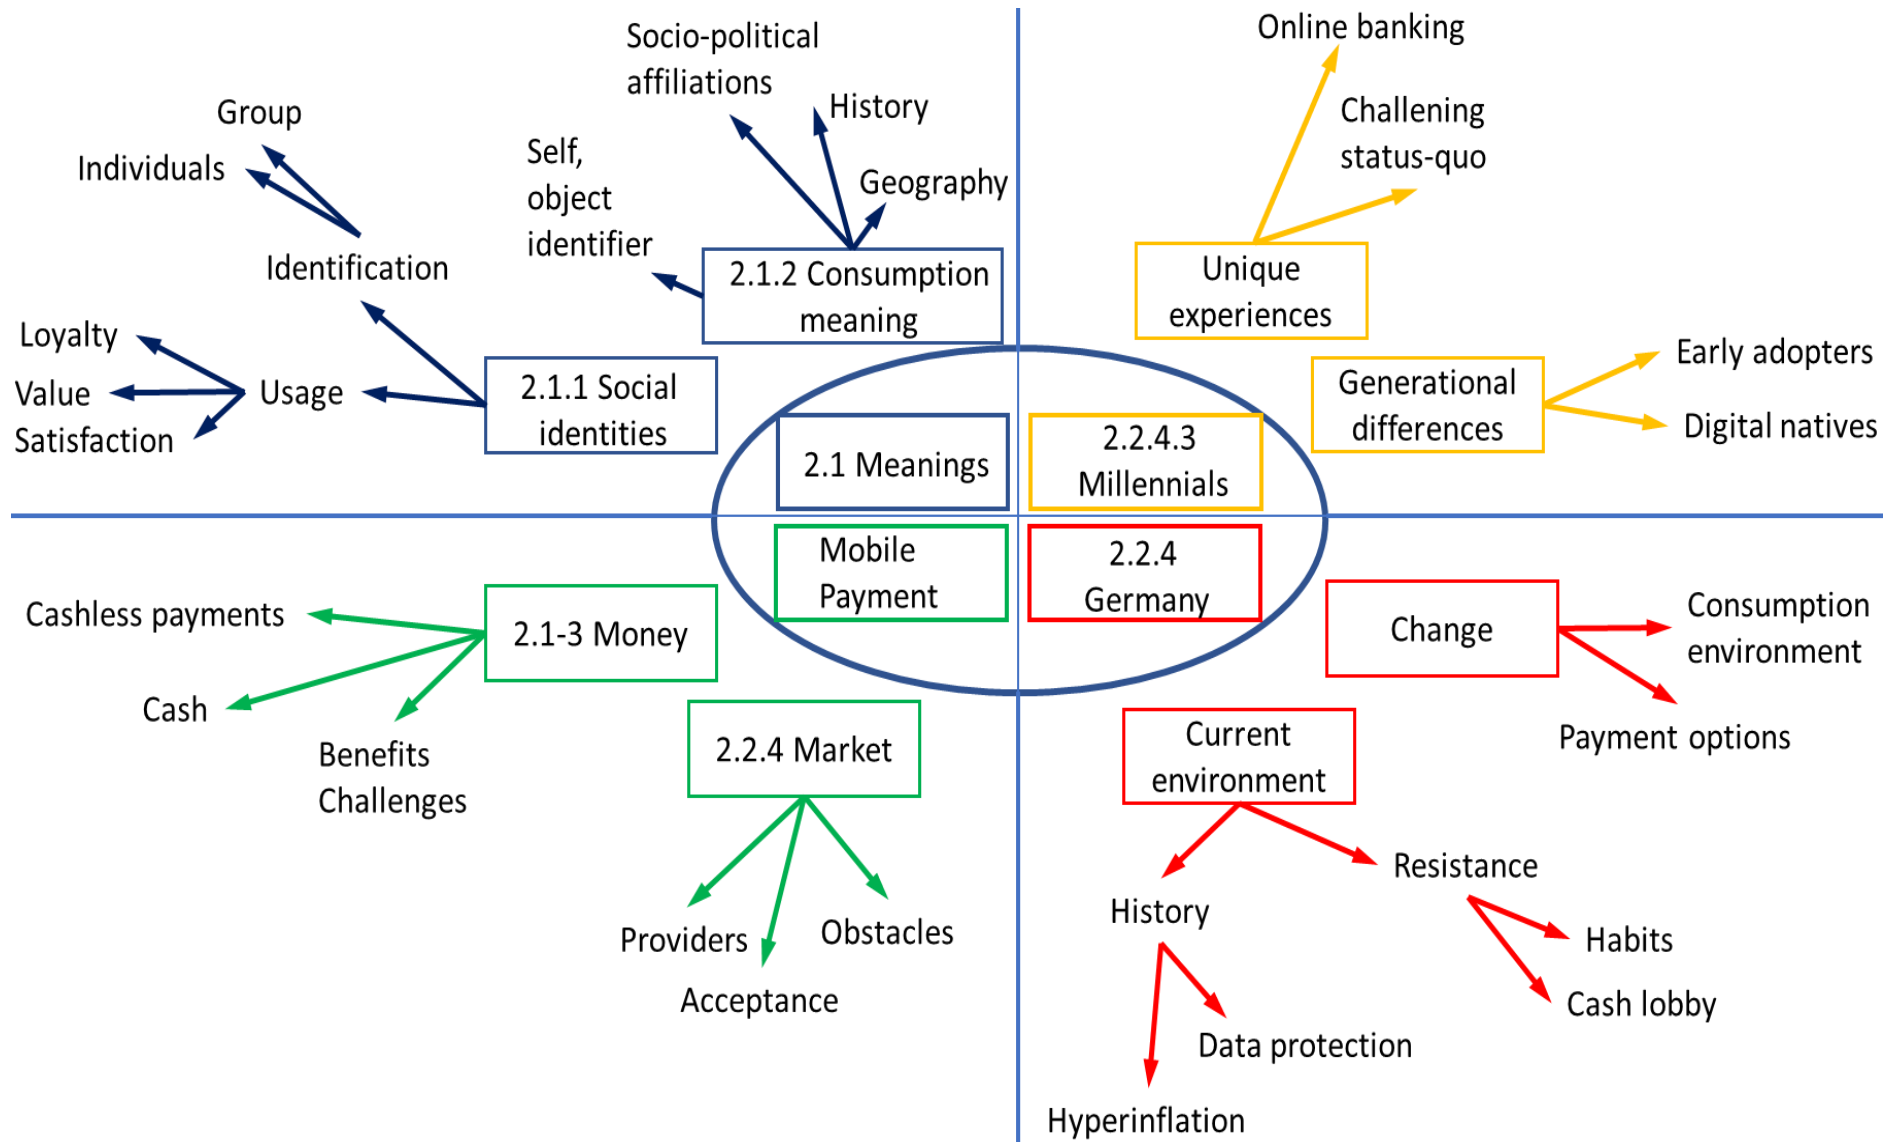 Socio-political
affiliations
History
Geography
Group
Individuals
Self,
object
identifier
Identification
2.1.2 Consumption
meaning
Loyalty
Value
Satisfaction
Usage
2.1.1 Social
identities
2.1 Meanings
Online banking
Challening
status-quo
Unique
experiences
Generational
differences
Early adopters
Digital natives
2.2.4.3
Millennials
Mobile
Payment
2.1-3 Money
Cashless payments
Cash
Benefits
Challenges
2.2.4 Market
Providers
Obstacles
Acceptance
2.2.4
Germany
Change
Consumption
environment
Payment options
Current
environment
Resistance
History
Habits
Cash lobby
Data protection
Hyperinflation